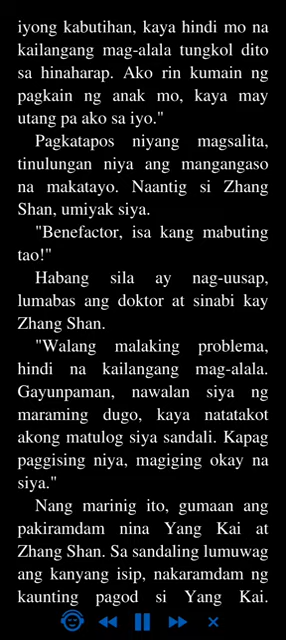 iyong kabutihan, kaya hindi mo na
kailangang mag-alala tungkol dito
sa hinaharap. Ako rin kumain ng
pagkain ng anak mo, kaya may
utang pa ako sa iyo."
Pagkatapos niyang magsalita,
tinulungan niya ang mangangaso
na makatayo. Naantig si Zhang
Shan, umiyak siya.
"Benefactor, isa kang mabuting
tao!"
Habang sila ay nag-uusap,
lumabas ang doktor at sinabi kay
Zhang Shan.
"Walang malaking problema,
hindi na kailangang mag-alala.
Gayunpaman, nawalan siya ng
maraming dugo, kaya natatakot
akong matulog siya sandali. Kapag
paggising niya, magiging okay na
siya."
Nang marinig ito, gumaan ang
pakiramdam nina Yang Kai at
Zhang Shan. Sa sandaling lumuwag
ang kanyang isip, nakaramdam ng
kaunting pagod si Yang Kai.